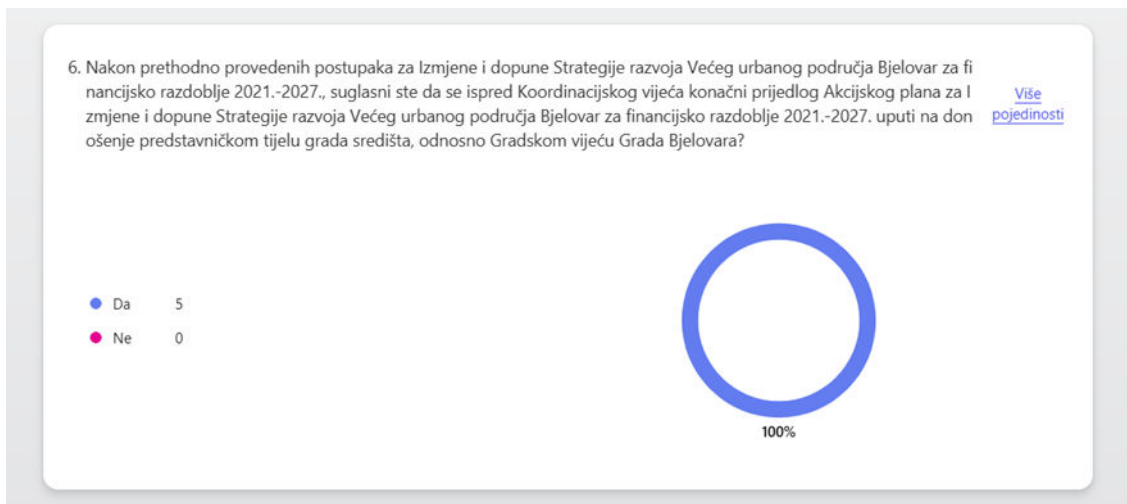 6. Nakon prethodno provedenih postupaka za Izmjene i dopune Strategije razvoja Većeg urbanog područja Bjelovar za fi
nancijsko razdoblje 2021.-2027., suglasni ste da se ispred Koordinacijskog vijeća konačni prijedlog Akcijskog plana za I
zmjene i dopune Strategije razvoja Većeg urbanog područja Bjelovar za financijsko razdoblje 2021.-2027. uputi na don
ošenje predstavničkom tijelu grada središta, odnosno Gradskom vijeću Grada Bjelovara?
Više
pojedinosti
Da 5
Ne 0
100%